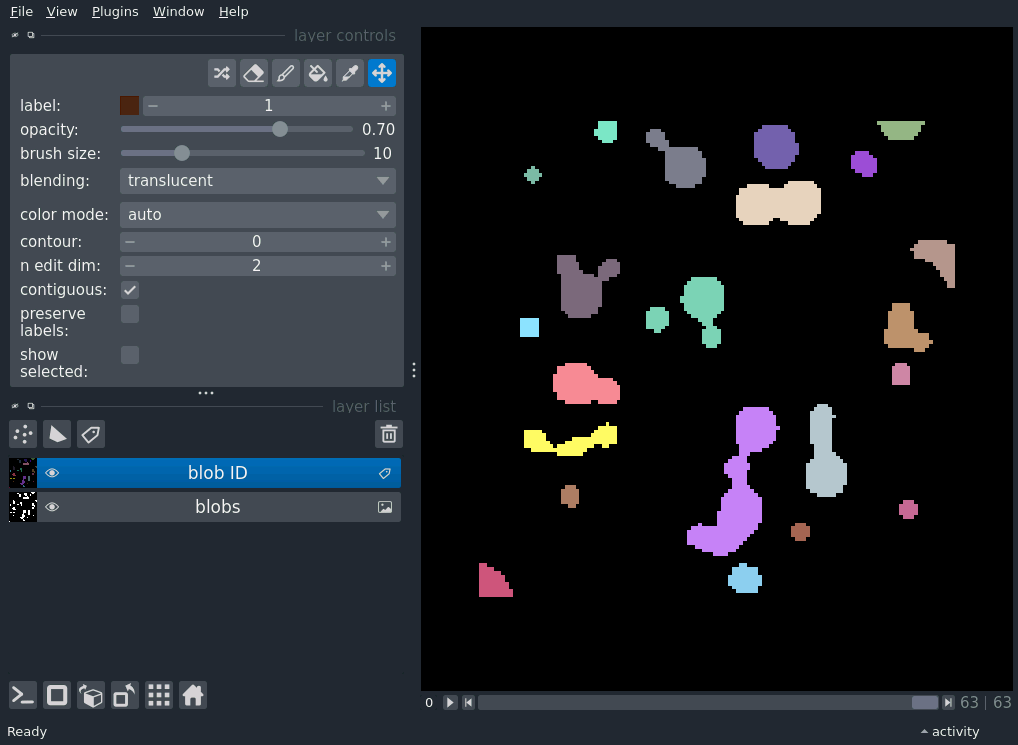 File View Plugins Window Help
layer controls
label: 1
opacity: 0.70
brush size: 10
blending: translucent
color mode: auto
contour: 0
n edit dim: 2
contiguous:
preserve
labels:
show
selected:
layer list
blob ID
blobs
0 63 | 63
Ready activity